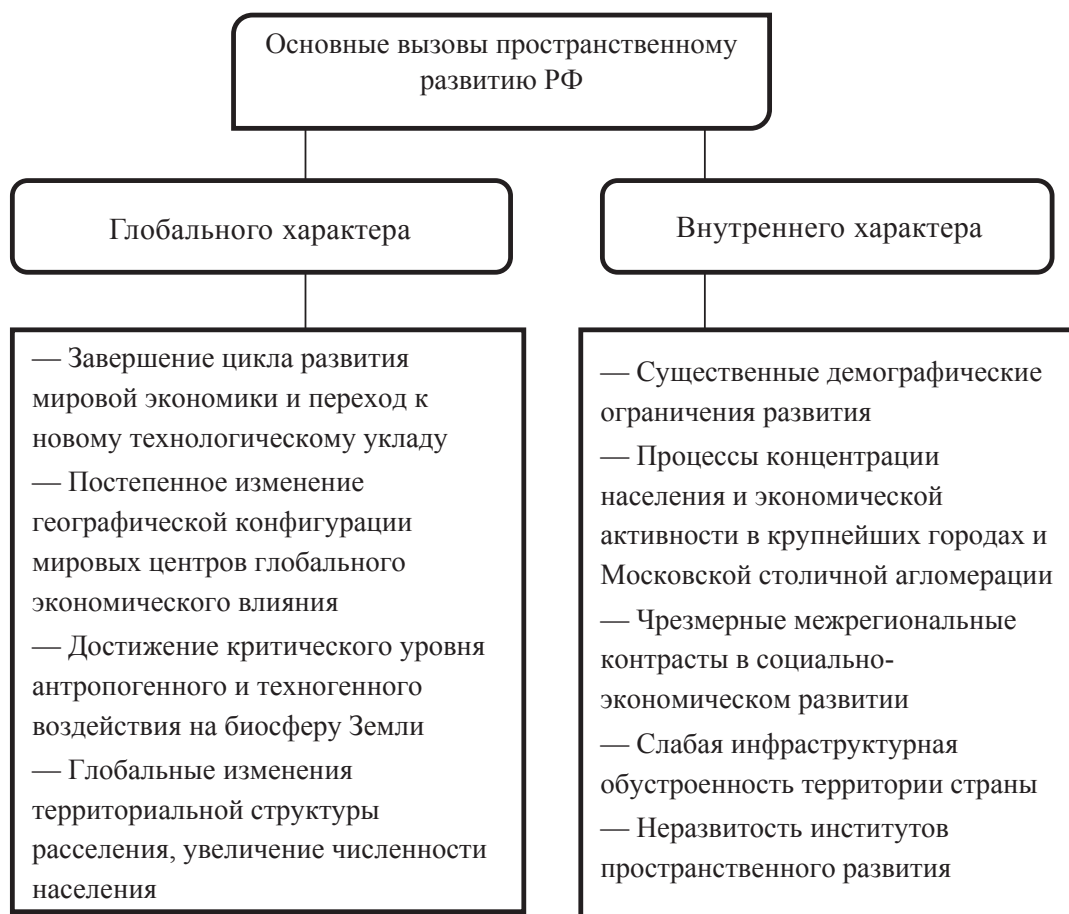 Основные вызовы пространственному
развитию РФ
Глобального характера
— Завершение цикла развития
мировой экономики и переход к
новому технологическому укладу
— Постепенное изменение
географической конфигурации
мировых центров глобального
экономического влияния
— Достижение критического уровня
антропогенного и техногенного
воздействия на биосферу Земли
— Глобальные изменения
территориальной структуры
расселения, увеличение численности
населения
Внутреннего характера
— Существенные демографические
ограничения развития
— Процессы концентрации
населения и экономической
активности в крупнейших городах и
Московской столичной агломерации
— Чрезмерные межрегиональные
контрасты в социально-
экономическом развитии
— Слабая инфраструктурная
обустроенность территории страны
— Неразвитость институтов
пространственного развития